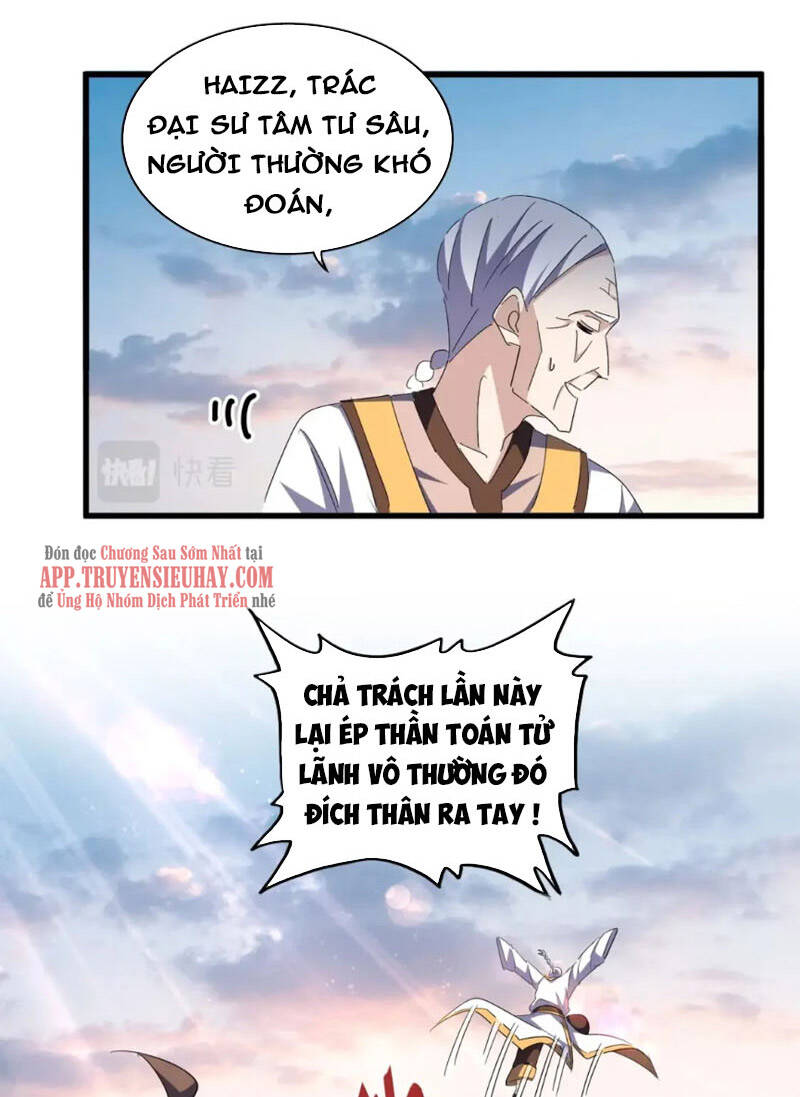 HAIZZ, TRÁC
ĐẠI SƯ TÂM TƯ SÂU,
NGƯỜI THƯỜNG KHÓ
ĐOÁN,
快看! 快看
Đón đọc Chương Sau Sớm Nhất tại
APP.TRUYENSIEUHAY.COM
để Ủng Hộ Nhóm Dịch Phát Triển nhé
CHẢ TRÁCH LẦN NÀY
LẠI ÉP THẦN TOÁN TỬ
LÃNH VÔ THƯỜNG ĐÓ
ĐÍCH THÂN RA TAY !